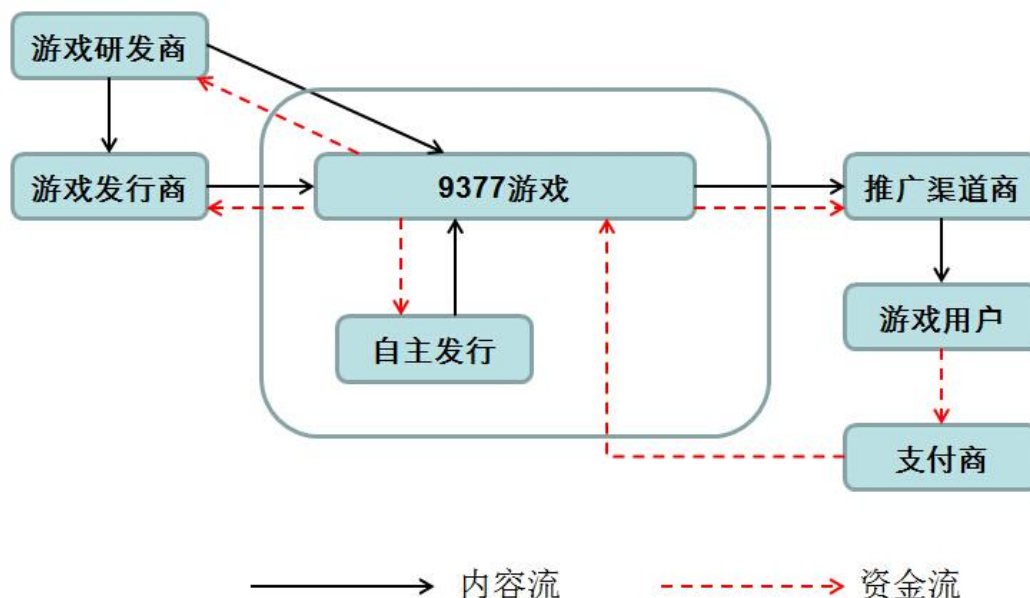 游戏研发商
游戏发行商
9377游戏
推广渠道商
自主发行
游戏用户
支付商
内容流
资金流